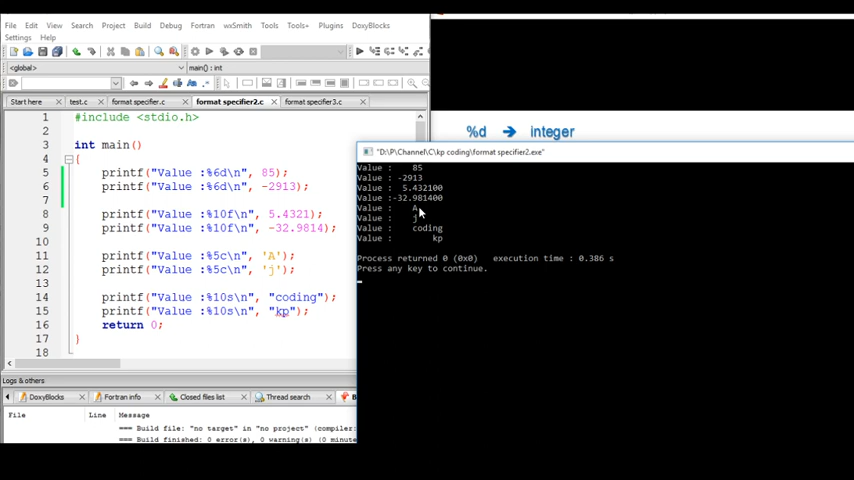 File Edit View Search Project Build Debug Fortran wxSmith Tools Tools+ Plugins DoxyBlocks
Settings Help
<global> main() : int
Start here test.c format specifier.c format specifier2.c format specifier3.c
1 #include <stdio.h>
2
3 int main()
4 {
5 printf("Value :%6d\n", 85);
6 printf("Value :%6d\n", -2913);
7
8 printf("Value :%10f\n", 5.4321);
9 printf("Value :%10f\n", -32.9814);
10
11 printf("Value :%5c\n", 'A');
12 printf("Value :%5c\n", 'j');
13
14 printf("Value :%10s\n", "coding");
15 printf("Value :%10s\n", "kp");
16 return 0;
17 }
18
%d → integer
"D:\P\Channel\C\kp coding\format specifier2.exe"
Value :    85
Value : -2913
Value :  5.432100
Value :-32.981400
Value :    A
Value :    j
Value :    coding
Value :        kp
Process returned 0 (0x0)   execution time : 0.386 s
Press any key to continue.
Logs & others
DoxyBlocks Fortran info Closed files list Thread search
File Line Message
=== Build file: "no target" in "no project" (compiler:
=== Build finished: 0 error(s), 0 warning(s) (0 minute